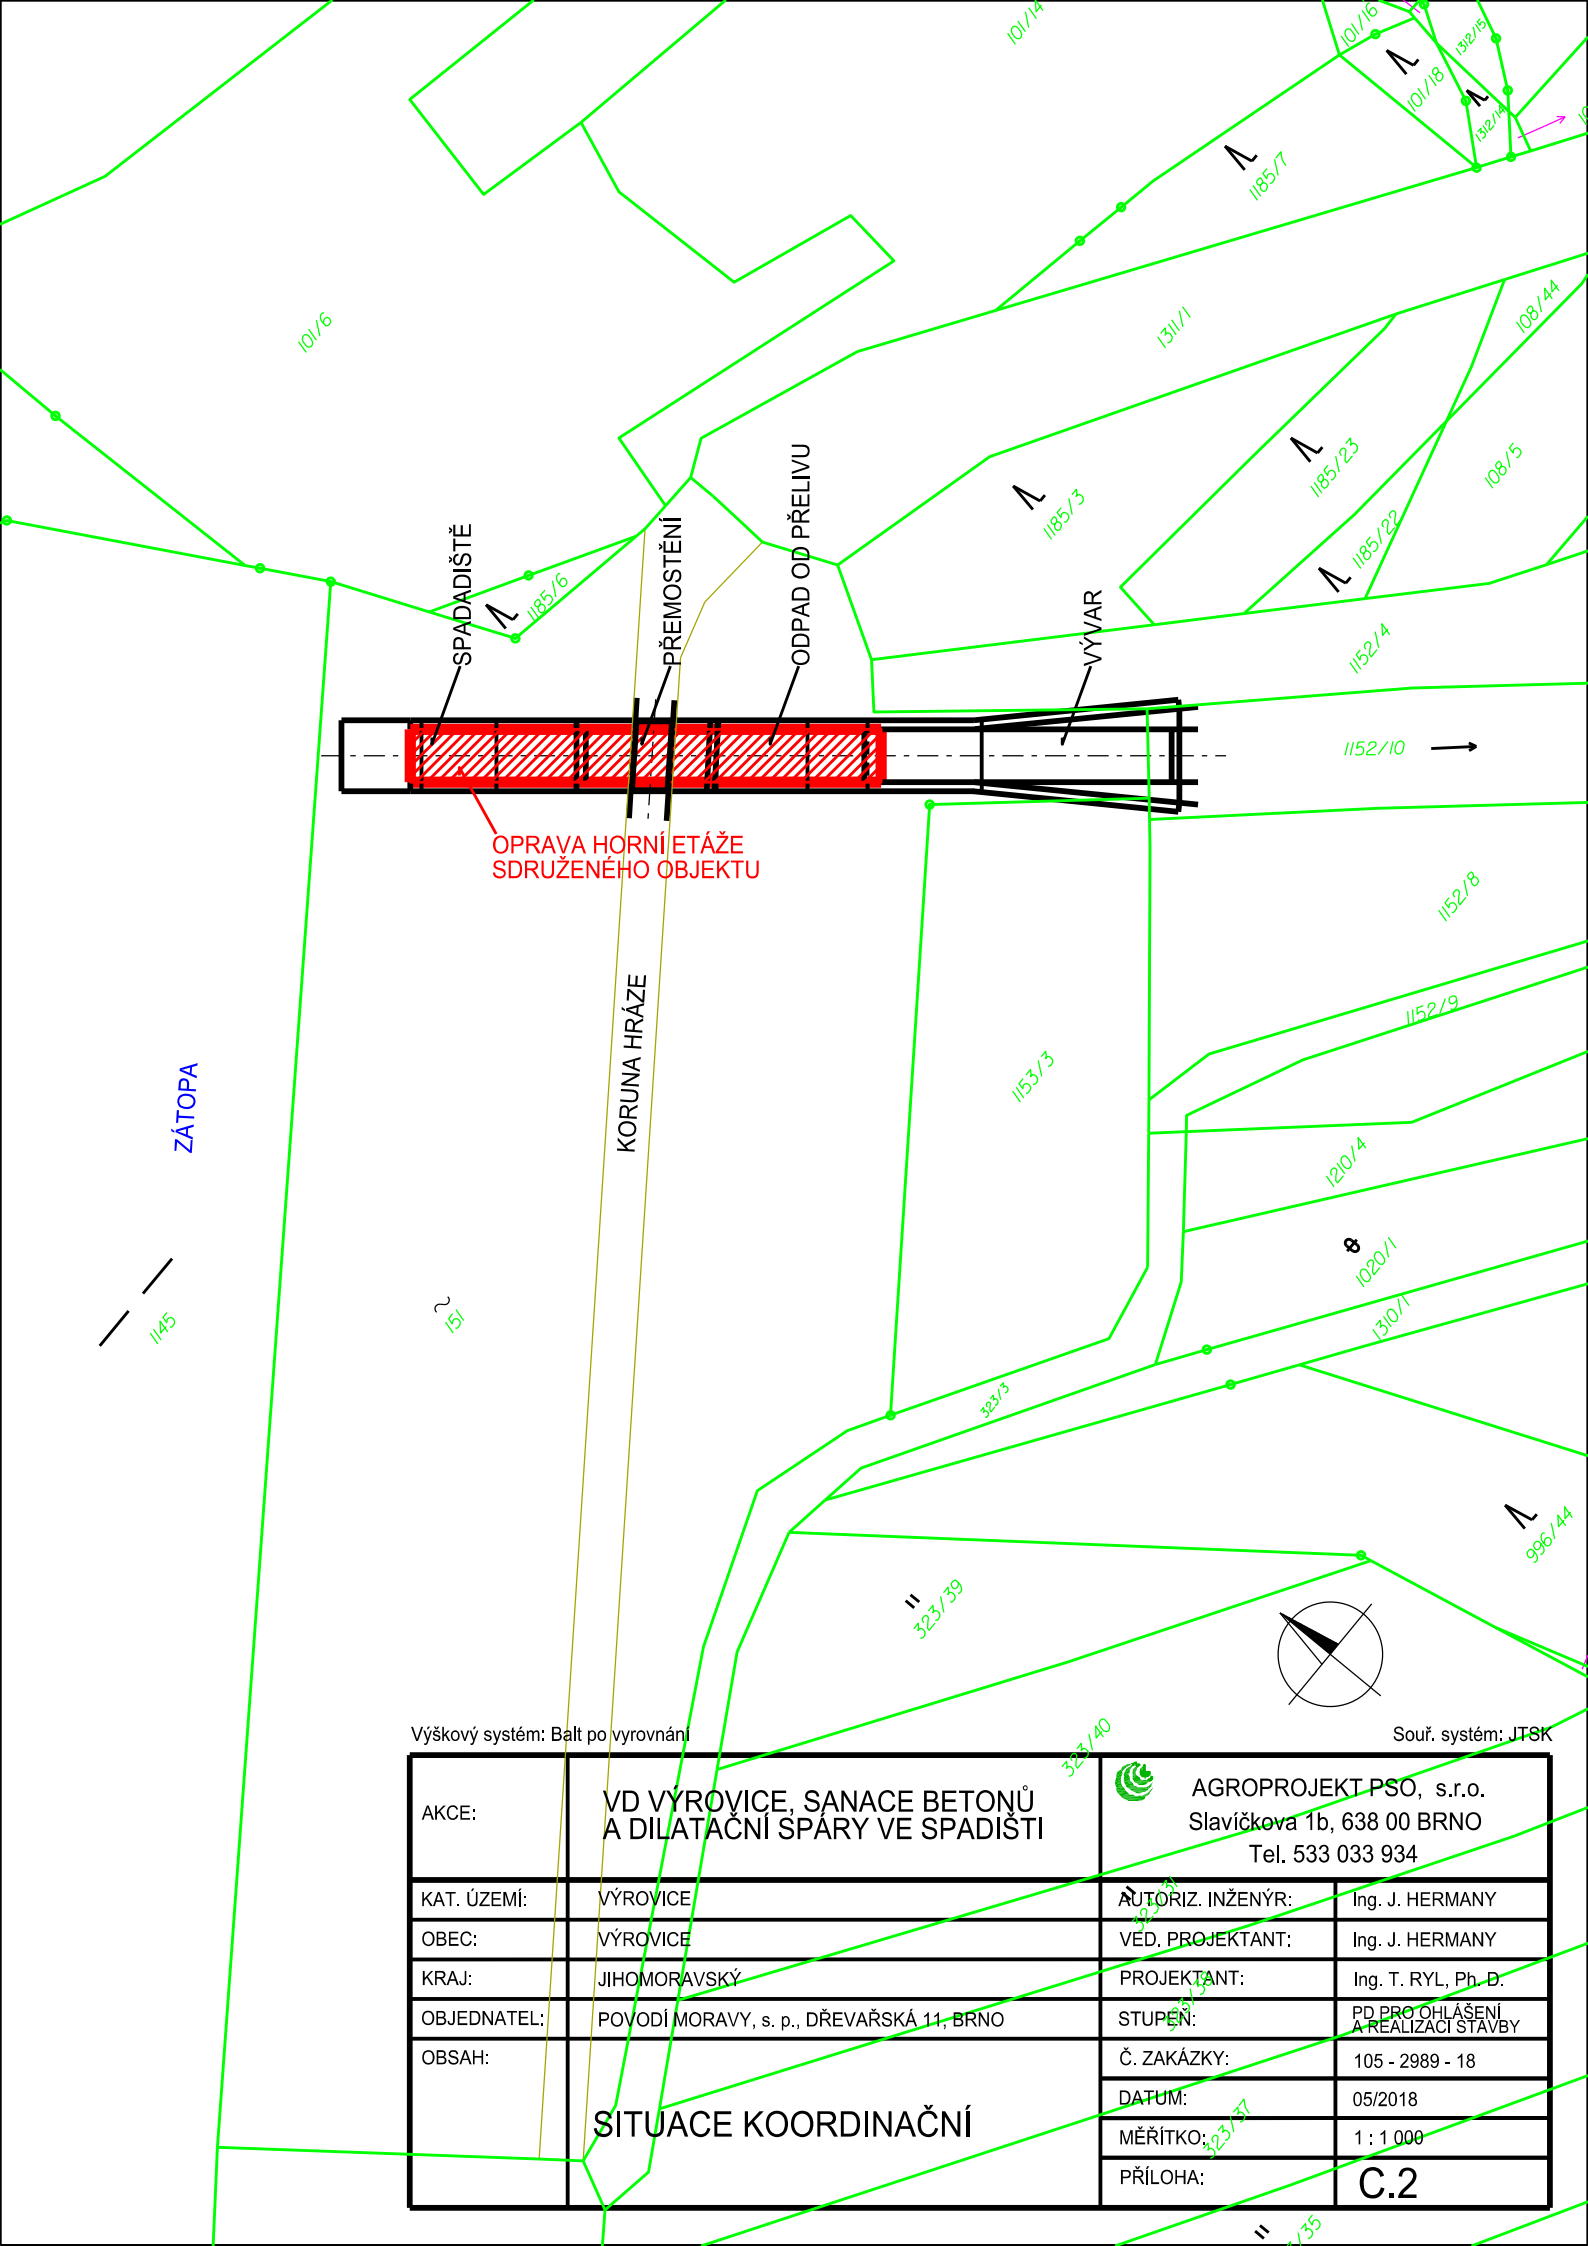 101/14
101/16
1312/15
101/18
1312/14
1185/7
101/6
1311/1
108/44
1185/23
108/5
1185/3
1185/22
1185/6
SPADADIŠTĚ
PŘEMOSTĚNÍ
ODPAD OD PŘELIVU
VÝVAR
1152/4
1152/10
OPRAVA HORNÍ ETÁŽE
SDRUŽENÉHO OBJEKTU
1152/8
1152/9
KORUNA HRÁZE
1153/3
ZÁTOPA
1210/4
1020/1
1310/1
1145
151
323/3
996/44
323/39
323/40
Výškový systém: Balt po vyrovnání
Souř. systém: JTSK
AKCE:
VD VÝROVICE, SANACE BETONŮ
A DILATAČNÍ SPÁRY VE SPADIŠTI
AGROPROJEKT PSO, s.r.o.
Slavíčkova 1b, 638 00 BRNO
Tel. 533 033 934
KAT. ÚZEMÍ: VÝROVICE
AUTORIZ. INŽENÝR: Ing. J. HERMANY
323/31
OBEC: VÝROVICE
VED. PROJEKTANT: Ing. J. HERMANY
KRAJ: JIHOMORAVSKÝ
PROJEKTANT: Ing. T. RYL, Ph. D.
323/38
OBJEDNATEL: POVODÍ MORAVY, s. p., DŘEVAŘSKÁ 11, BRNO
STUPEŇ: PD PRO OHLÁŠENÍ
A REALIZACI STAVBY
OBSAH:
SITUACE KOORDINAČNÍ
Č. ZAKÁZKY: 105 - 2989 - 18
DATUM: 05/2018
323/37
MĚŘÍTKO: 1 : 1 000
PŘÍLOHA: C.2
/35